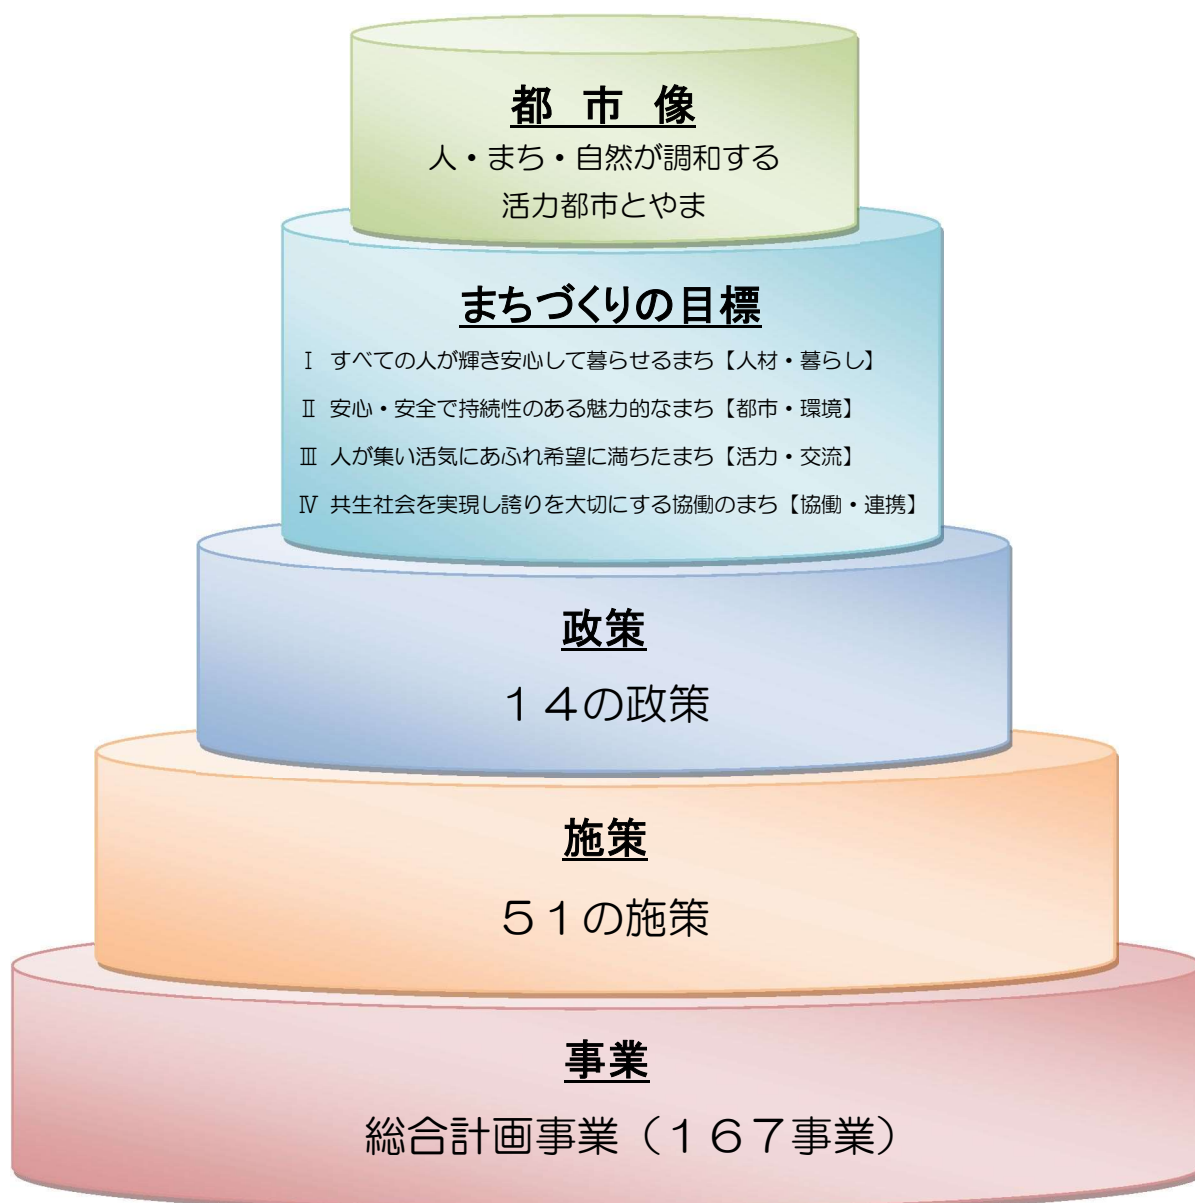 都 市 像
人・まち・自然が調和する
活力都市とやま
まちづくりの目標
Ⅰ すべての人が輝き安心して暮らせるまち【人材・暮らし】
Ⅱ 安心・安全で持続性のある魅力的なまち【都市・環境】
Ⅲ 人が集い活気にあふれ希望に満ちたまち【活力・交流】
Ⅳ 共生社会を実現し誇りを大切にする協働のまち【協働・連携】
政策
１４の政策
施策
５１の施策
事業
総合計画事業（１６７事業）